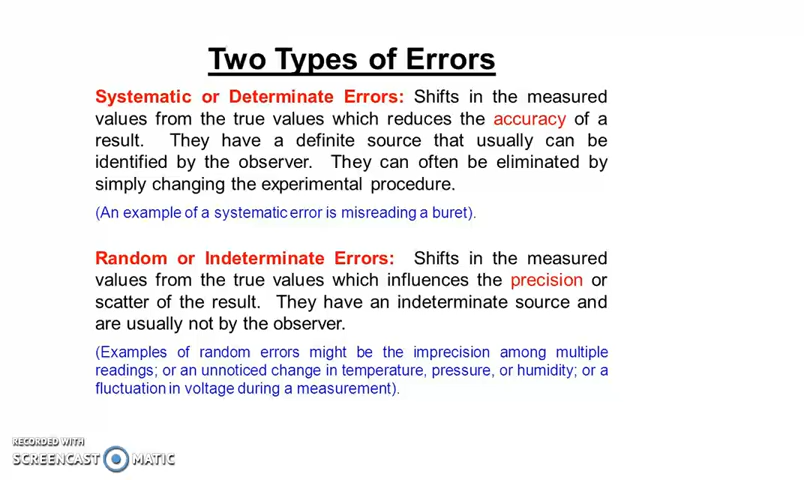 Two Types of Errors
Systematic or Determinate Errors: Shifts in the measured
values from the true values which reduces the accuracy of a
result. They have a definite source that usually can be
identified by the observer. They can often be eliminated by
simply changing the experimental procedure.
(An example of a systematic error is misreading a buret).
Random or Indeterminate Errors: Shifts in the measured
values from the true values which influences the precision or
scatter of the result. They have an indeterminate source and
are usually not by the observer.
(Examples of random errors might be the imprecision among multiple
readings; or an unnoticed change in temperature, pressure, or humidity; or a
fluctuation in voltage during a measurement).
RECORDED WITH
SCREENCAST MATIC